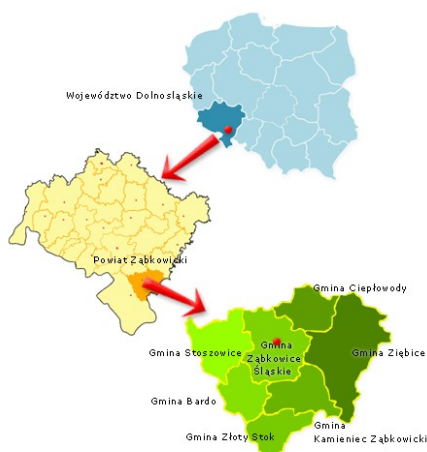 Województwo Dolnosląskie
Powiat Ząbkowicki
Gmina Ciepłowody
Gmina Stoszowice
Gmina
Ząbkowice
Śląskie
Gmina Ziębice
Gmina Bardo
Gmina Złoty Stok
Gmina
Kamieniec Ząbkowicki